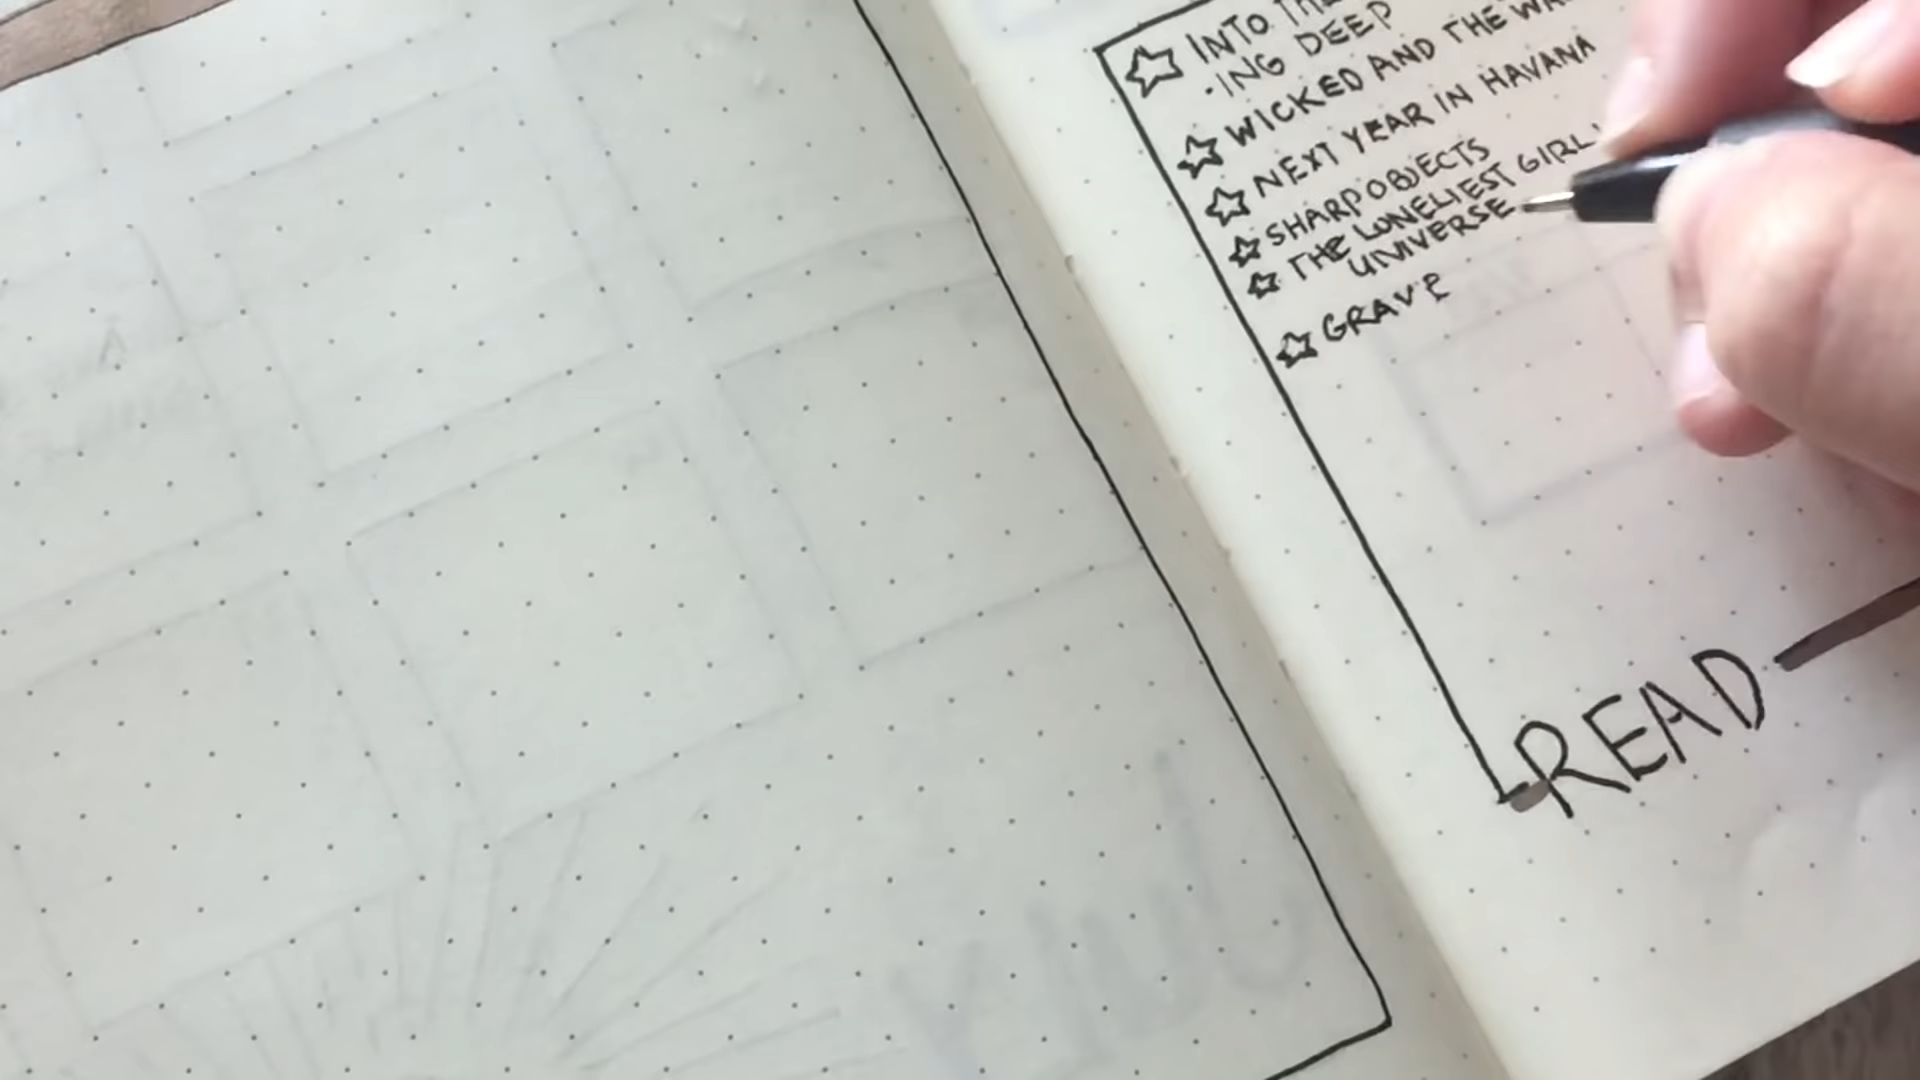 INTO THE
·ING DEEP
WICKED AND THE
NEXT YEAR IN HAVANA
SHARP OBJECTS
THE LONELIEST GIRL
UNIVERSE
GRAVE
READ